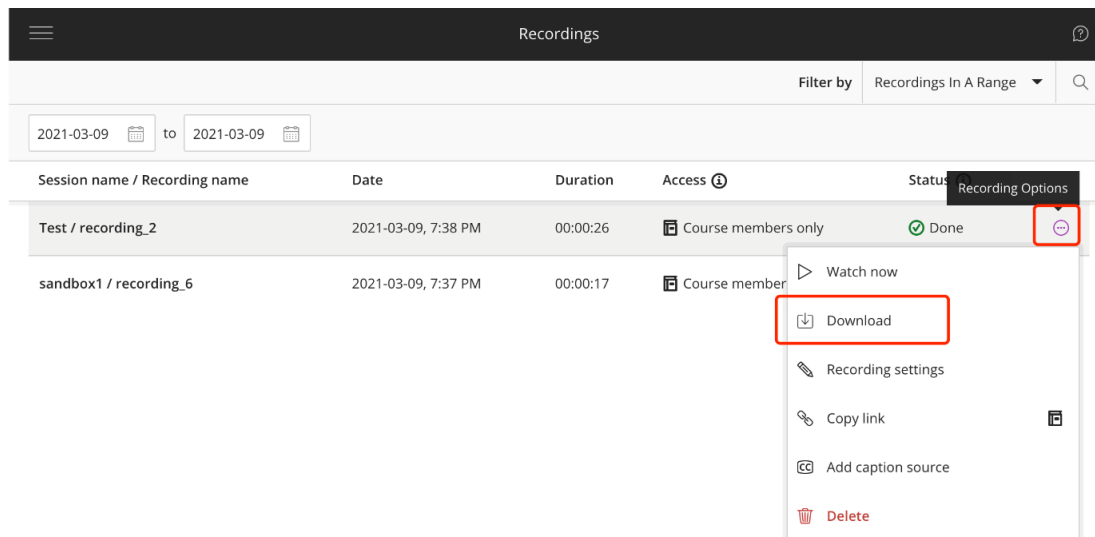 Recordings
Filter by Recordings In A Range
2021-03-09 to 2021-03-09
Session name / Recording name Date Duration Access Status
Recording Options
Test / recording_2 2021-03-09, 7:38 PM 00:00:26 Course members only Done
sandbox1 / recording_6 2021-03-09, 7:37 PM 00:00:17 Course member
Watch now
Download
Recording settings
Copy link
CC Add caption source
Delete